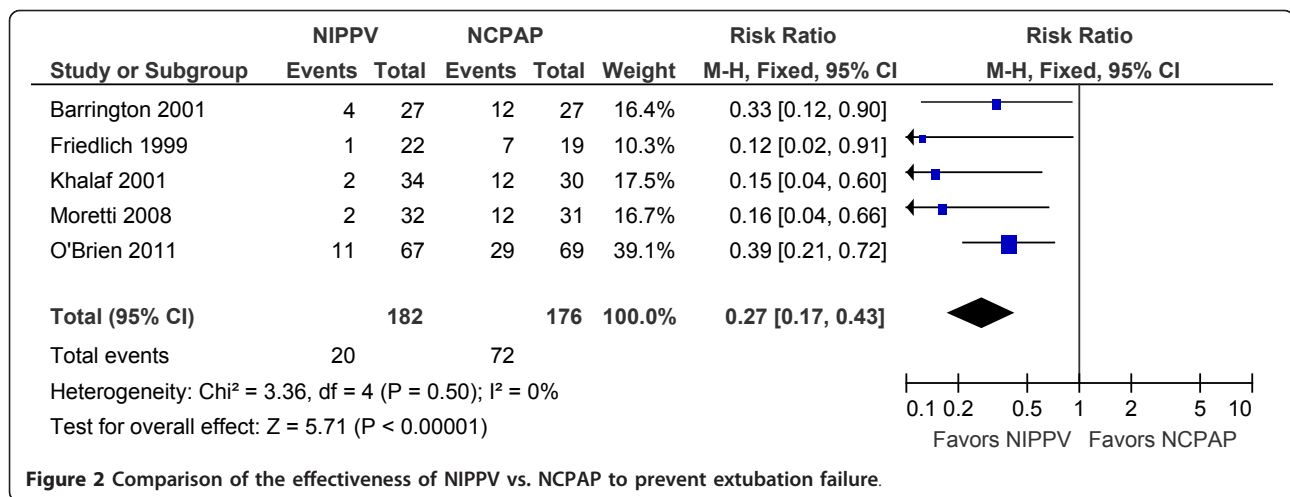 NIPPV NCPAP Risk Ratio Risk Ratio
Study or Subgroup Events Total Events Total Weight M-H, Fixed, 95% CI M-H, Fixed, 95% CI
Barrington 2001 4 27 12 27 16.4% 0.33 [0.12, 0.90]
Friedlich 1999 1 22 7 19 10.3% 0.12 [0.02, 0.91]
Khalaf 2001 2 34 12 30 17.5% 0.15 [0.04, 0.60]
Moretti 2008 2 32 12 31 16.7% 0.16 [0.04, 0.66]
O'Brien 2011 11 67 29 69 39.1% 0.39 [0.21, 0.72]
Total (95% CI) 182 176 100.0% 0.27 [0.17, 0.43]
Total events 20 72
Heterogeneity: Chi² = 3.36, df = 4 (P = 0.50); I² = 0%
Test for overall effect: Z = 5.71 (P < 0.00001)
0.1 0.2 0.5 1 2 5 10
Favors NIPPV Favors NCPAP
Figure 2 Comparison of the effectiveness of NIPPV vs. NCPAP to prevent extubation failure.